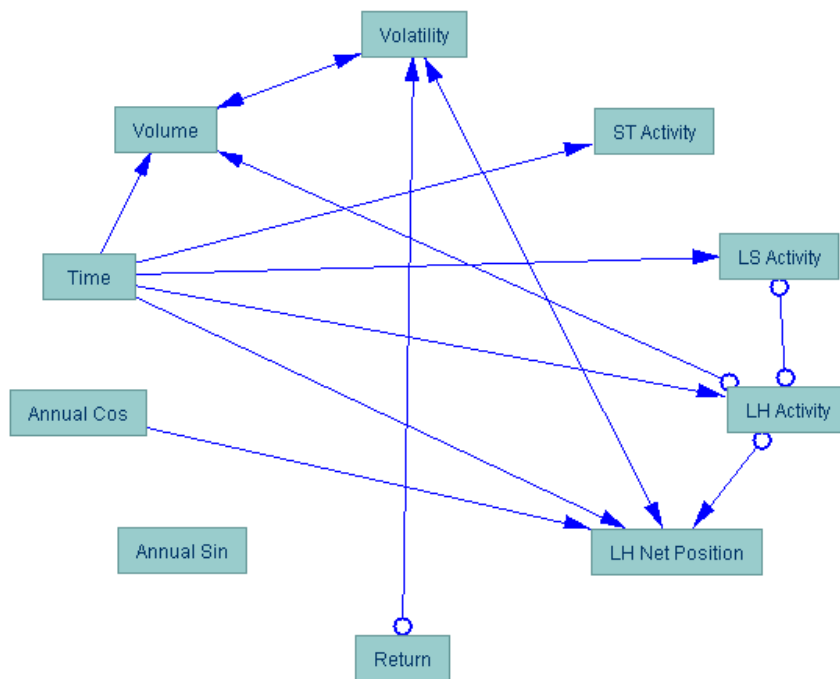 Volatility
Volume
ST Activity
LS Activity
Time
Annual Cos
LH Activity
Annual Sin
LH Net Position
Return